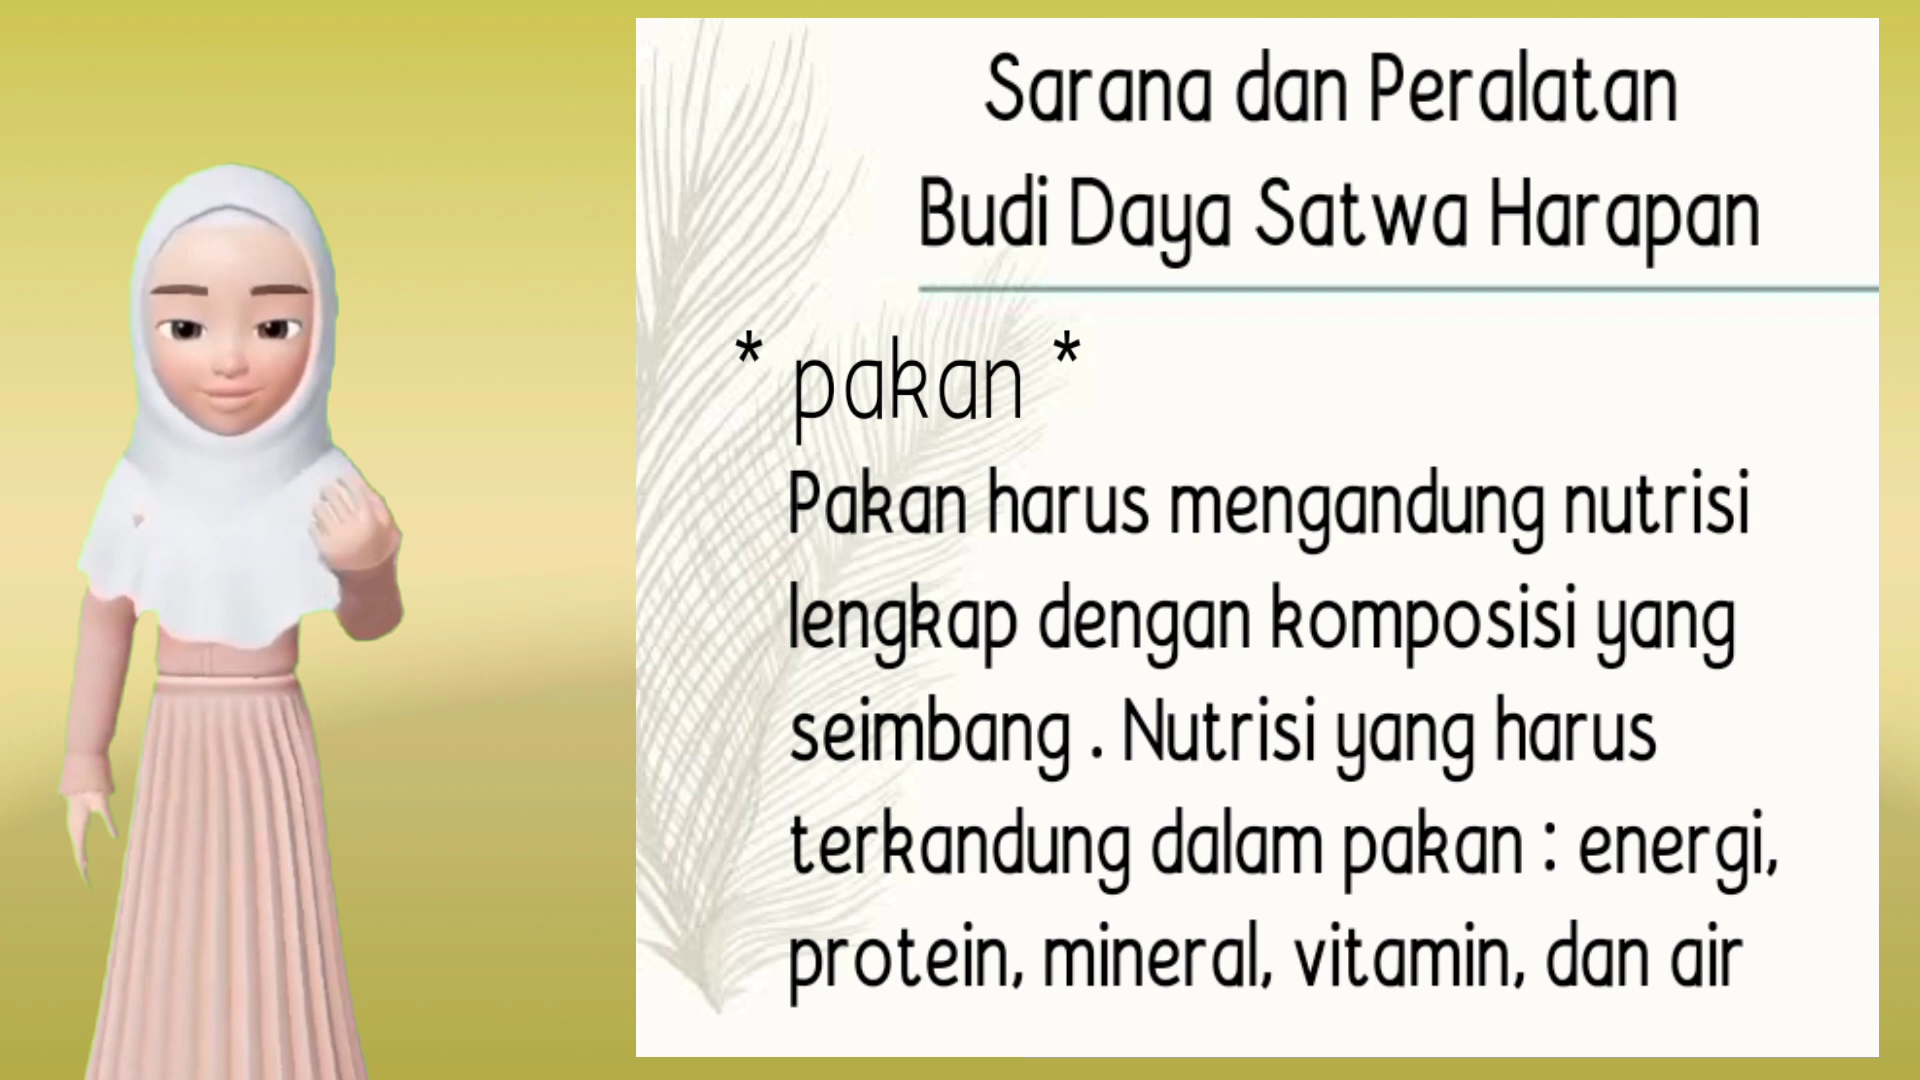 Sarana dan Peralatan
Budi Daya Satwa Harapan
* pakan *
Pakan harus mengandung nutrisi
lengkap dengan komposisi yang
seimbang . Nutrisi yang harus
terkandung dalam pakan : energi,
protein, mineral, vitamin, dan air